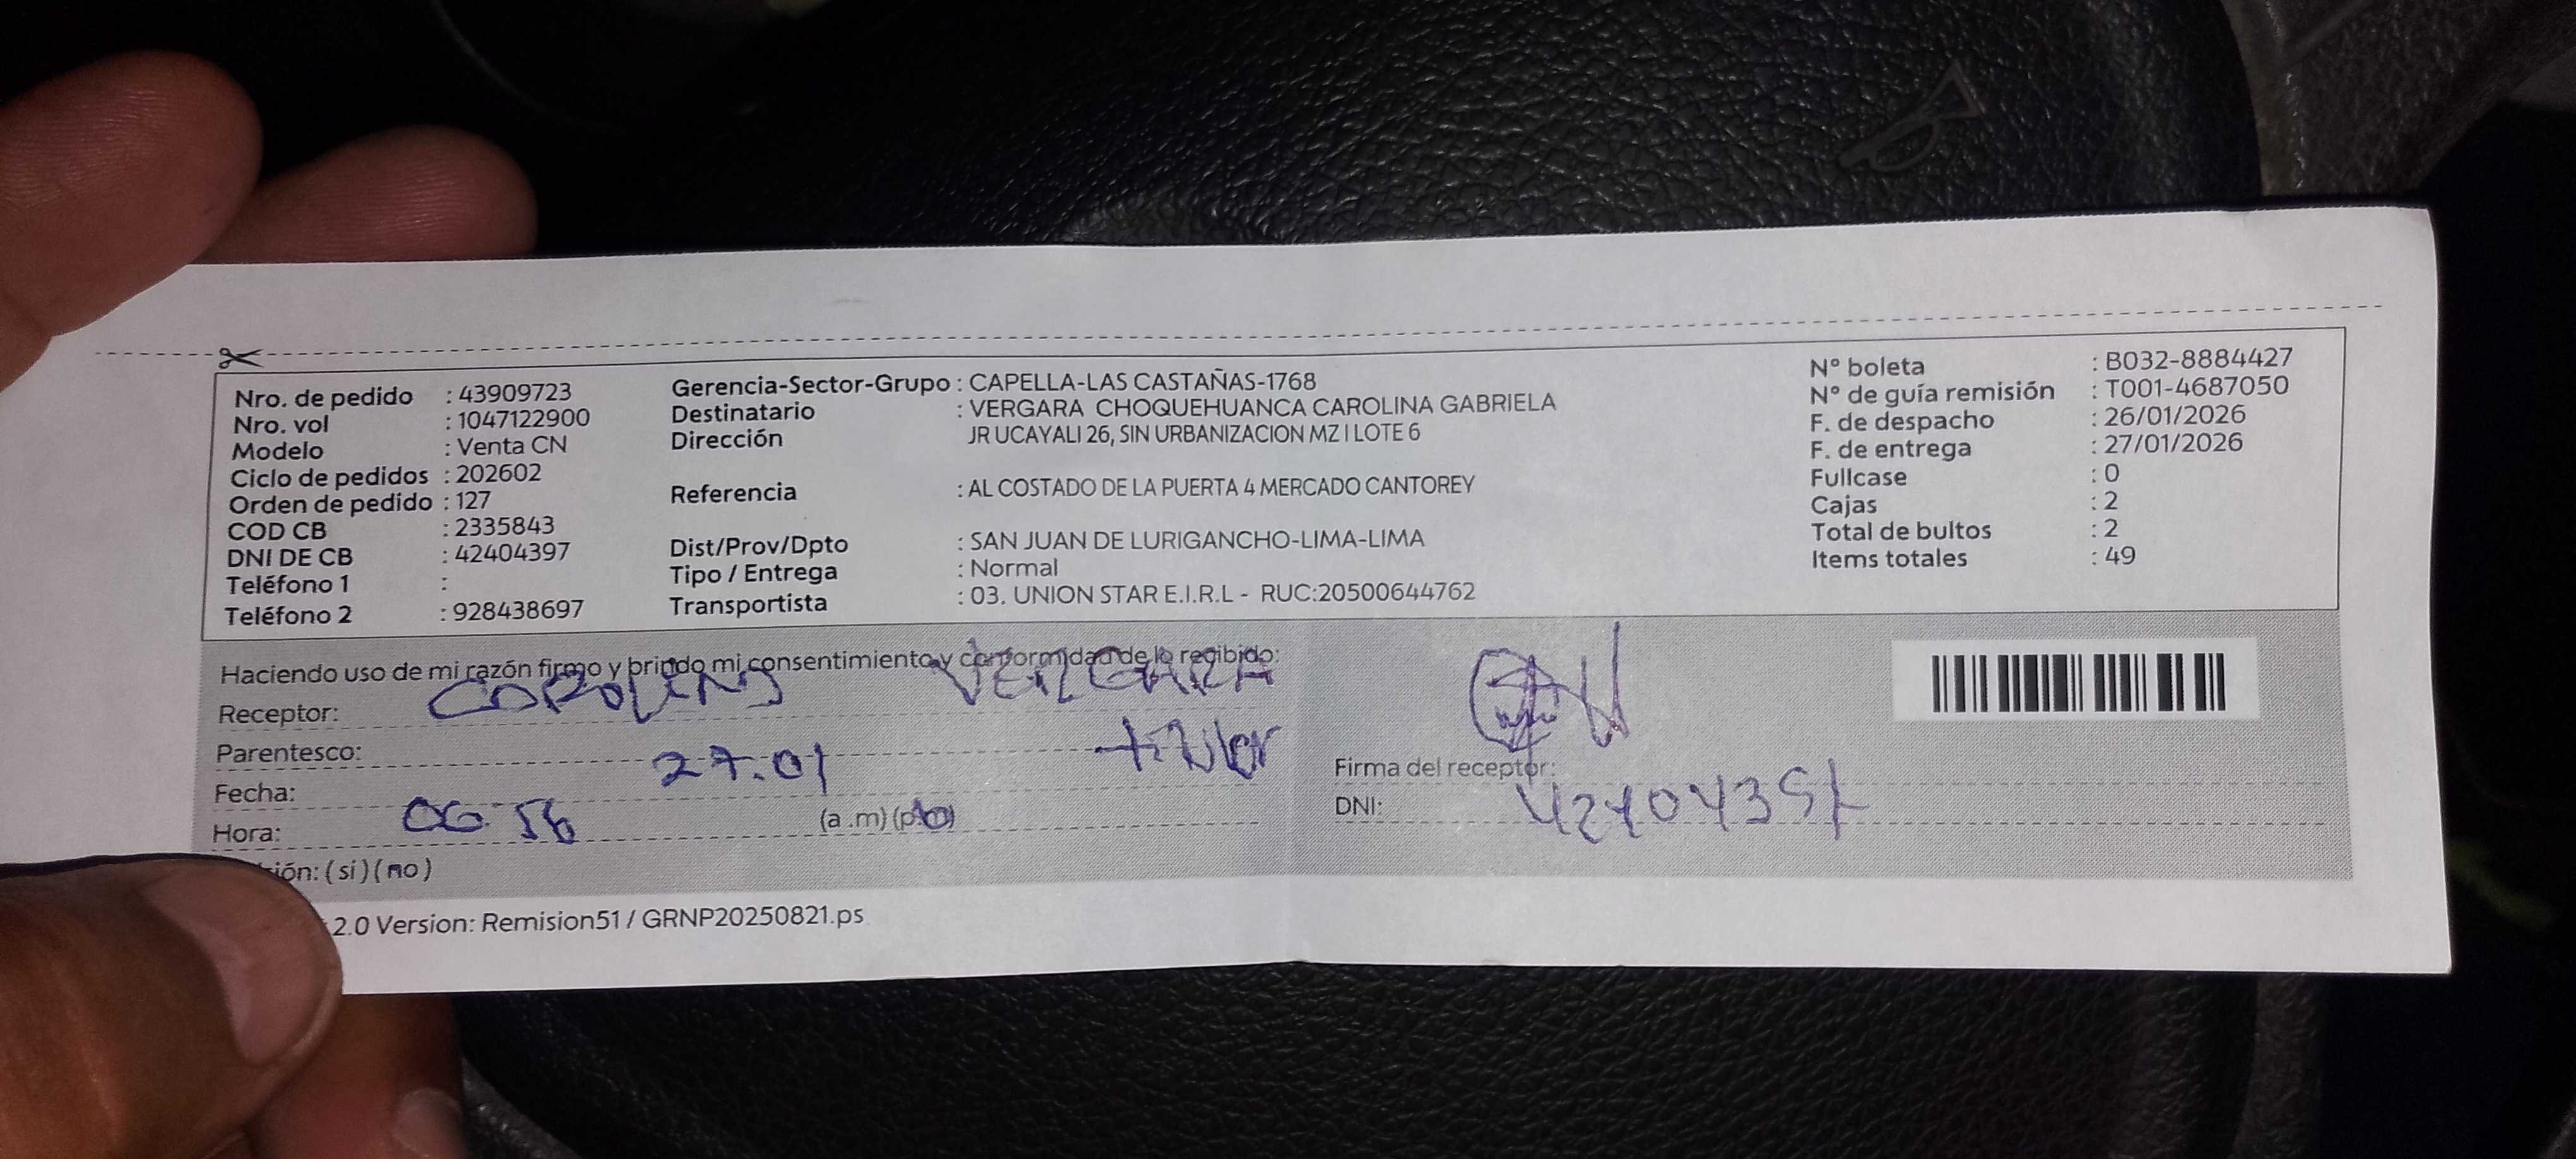 Nro. de pedido : 43909723
Nro. vol : 1047122900
Modelo : Venta CN
Ciclo de pedidos : 202602
Orden de pedido : 127
COD CB : 2335843
DNI DE CB : 42404397
Teléfono 1 :
Teléfono 2 : 928438697
Gerencia-Sector-Grupo : CAPELLA-LAS CASTAÑAS-1768
Destinatario : VERGARA CHOQUEHUANCA CAROLINA GABRIELA
Dirección JR UCAYALI 26, SIN URBANIZACION MZ I LOTE 6
Referencia : AL COSTADO DE LA PUERTA 4 MERCADO CANTOREY
Dist/Prov/Dpto : SAN JUAN DE LURIGANCHO-LIMA-LIMA
Tipo / Entrega : Normal
Transportista : 03. UNION STAR E.I.R.L - RUC:20500644762
N° boleta : B032-8884427
N° de guía remisión : T001-4687050
F. de despacho : 26/01/2026
F. de entrega : 27/01/2026
Fullcase : 0
Cajas : 2
Total de bultos : 2
Items totales : 49
Haciendo uso de mi razón firmo y brindo mi consentimiento y conformidad de lo recibido:
Receptor: VERGARA
Parentesco: titular
Fecha: 27.01
Hora: 06 56 (a .m)
Firma del receptor:
DNI:
ión: ( si ) ( no )
2.0 Version: Remision51 / GRNP20250821.ps